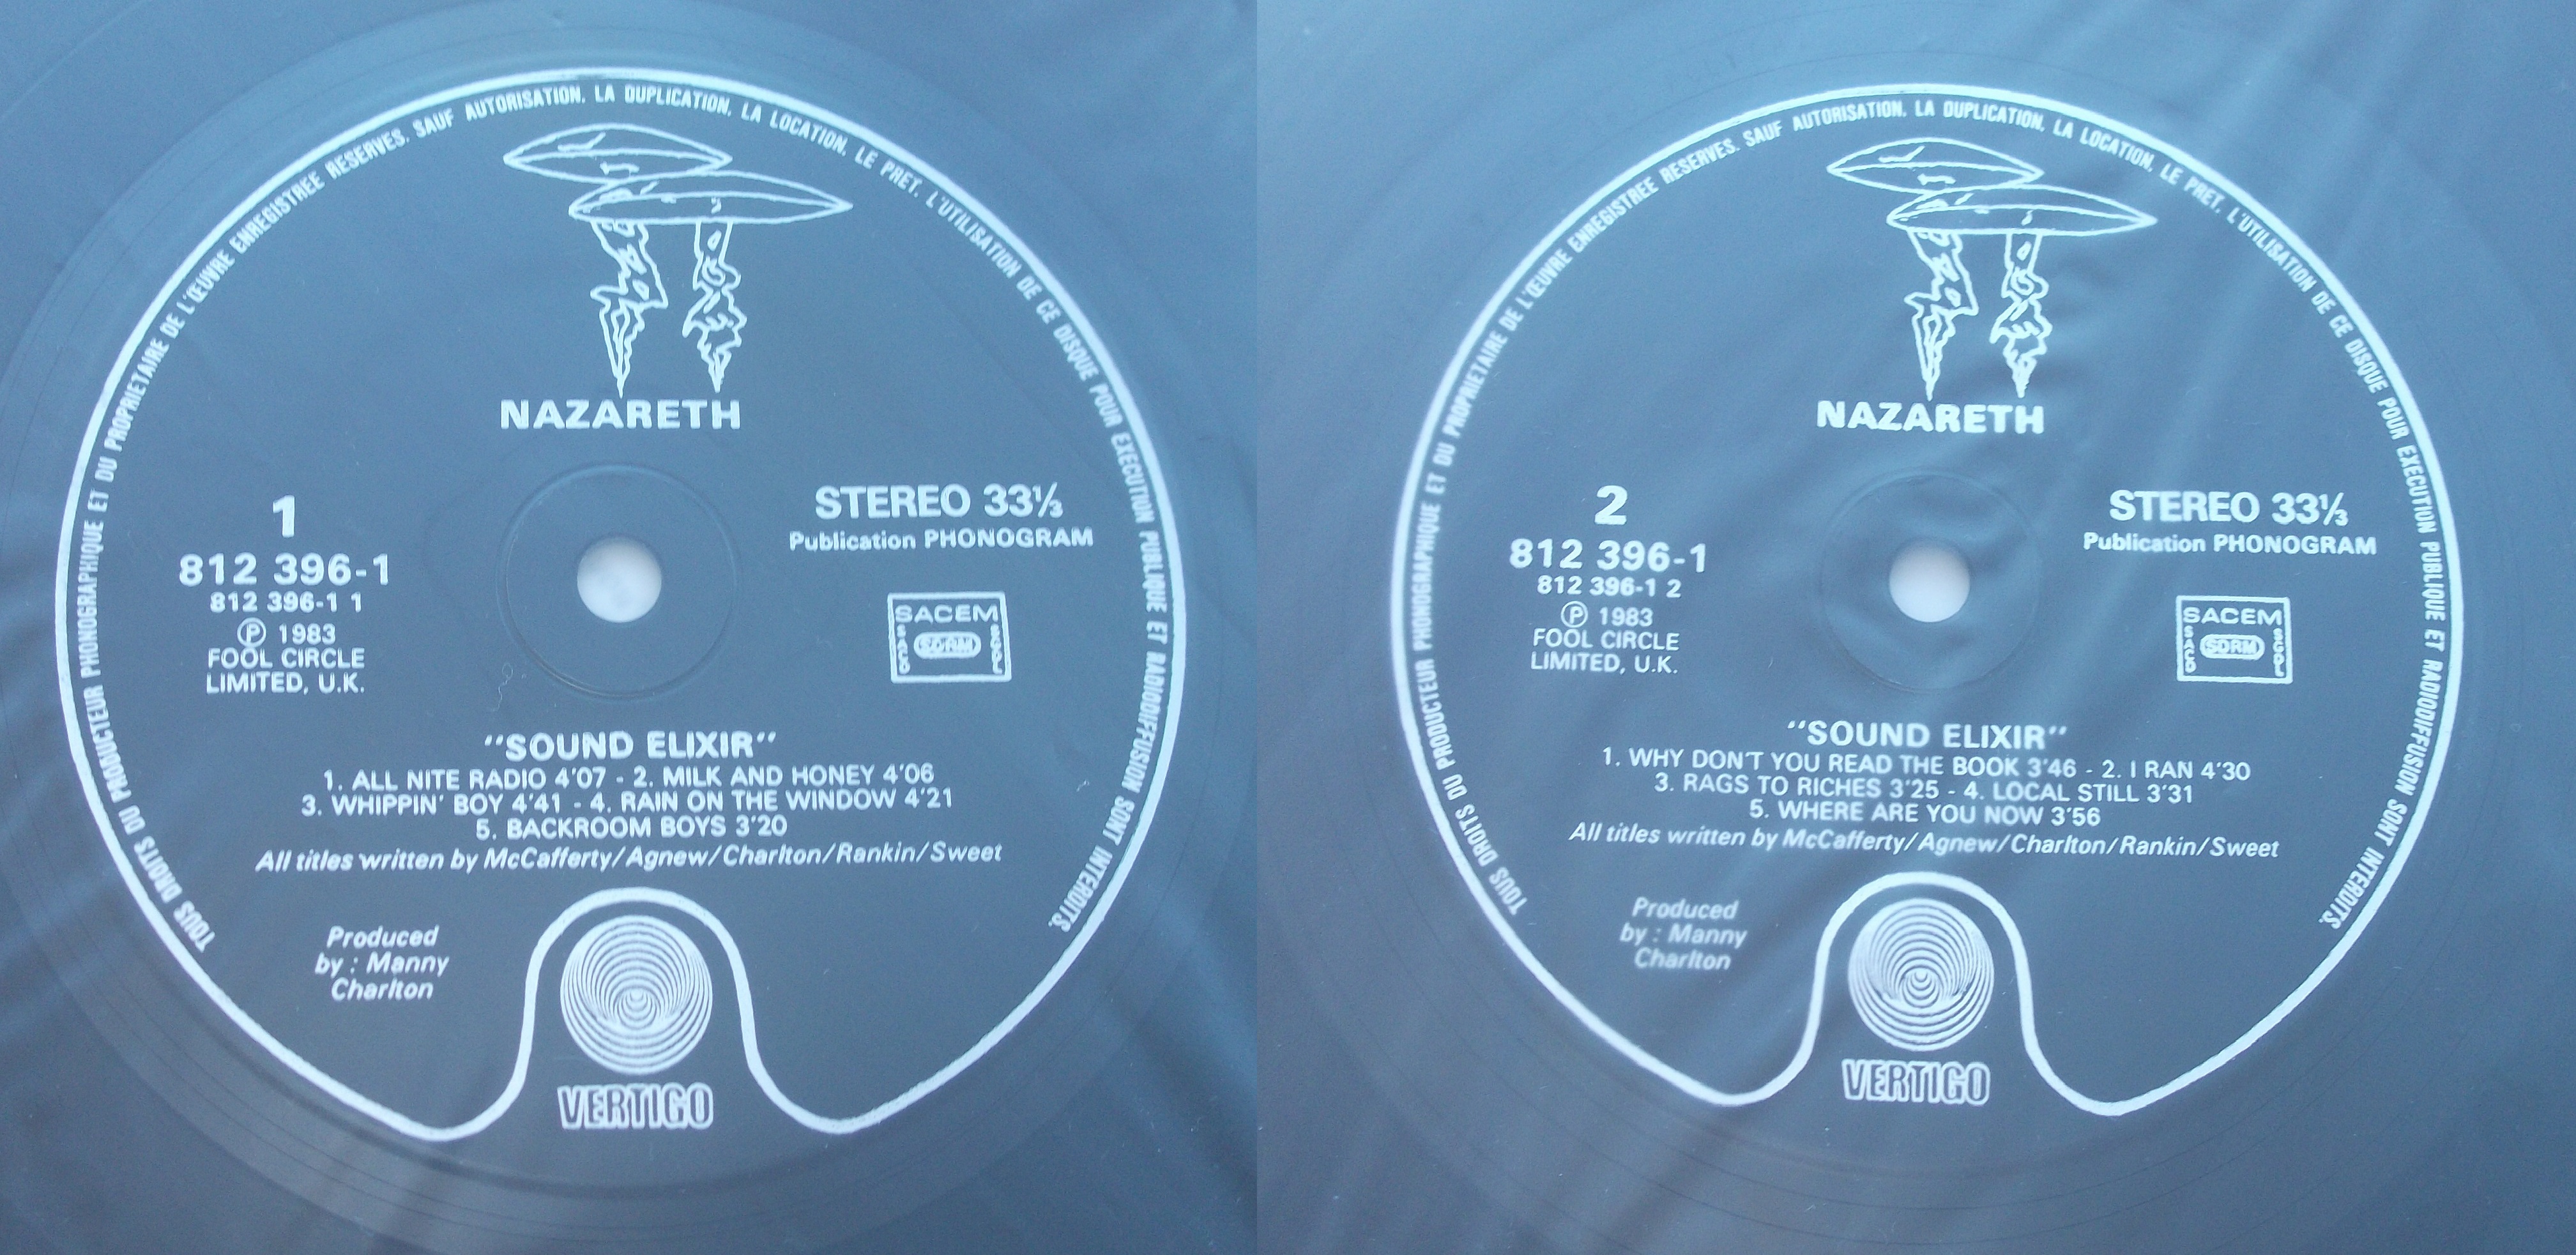 TOUS DROITS DU PRODUCTEUR PHONOGRAPHIQUE ET DU PROPRIETAIRE DE L'ŒUVRE ENREGISTREE RESERVES. SAUF AUTORISATION, LA DUPLICATION, LA LOCATION, LE PRET, L'UTILISATION DE CE DISQUE POUR EXECUTION PUBLIQUE ET RADIODIFFUSION SONT INTERDITS.
NAZARETH
1
812 396-1
812 396-1 1
Ⓟ 1983
FOOL CIRCLE
LIMITED, U.K.
STEREO 33⅓
Publication PHONOGRAM
SACEM
SACD
SDRM
SGDL
"SOUND ELIXIR"
1. ALL NITE RADIO 4'07 - 2. MILK AND HONEY 4'06
3. WHIPPIN' BOY 4'41 - 4. RAIN ON THE WINDOW 4'21
5. BACKROOM BOYS 3'20
All titles written by McCafferty/Agnew/Charlton/Rankin/Sweet
Produced
by : Manny
Charlton
VERTIGO
TOUS DROITS DU PRODUCTEUR PHONOGRAPHIQUE ET DU PROPRIETAIRE DE L'ŒUVRE ENREGISTREE RESERVES. SAUF AUTORISATION, LA DUPLICATION, LA LOCATION, LE PRET, L'UTILISATION DE CE DISQUE POUR EXECUTION PUBLIQUE ET RADIODIFFUSION SONT INTERDITS.
NAZARETH
2
812 396-1
812 396-1 2
Ⓟ 1983
FOOL CIRCLE
LIMITED, U.K.
STEREO 33⅓
Publication PHONOGRAM
SACEM
SACD
SDRM
SGDL
"SOUND ELIXIR"
1. WHY DON'T YOU READ THE BOOK 3'46 - 2. I RAN 4'30
3. RAGS TO RICHES 3'25 - 4. LOCAL STILL 3'31
5. WHERE ARE YOU NOW 3'56
All titles written by McCafferty/Agnew/Charlton/Rankin/Sweet
Produced
by : Manny
Charlton
VERTIGO